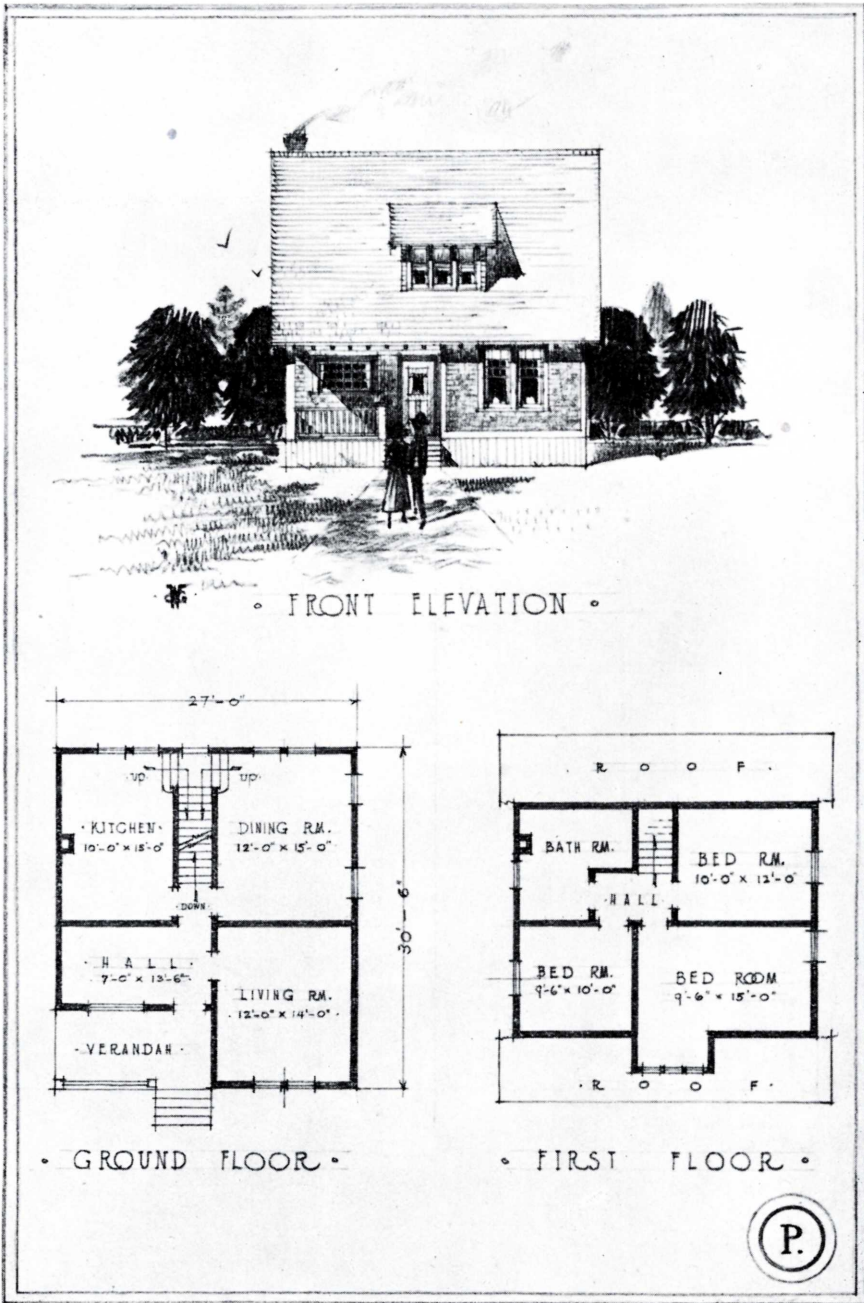 FRONT ELEVATION
27'-0"
UP
UP
KITCHEN
10'-0" x 15'-0"
DINING RM.
12'-0" x 15'-0"
DOWN
30'-6"
HALL
7'-0" x 13'-6"
LIVING RM.
12'-0" x 14'-0"
VERANDAH
GROUND FLOOR
ROOF
BATH RM.
BED RM.
10'-0" x 12'-0"
HALL
BED RM.
9'-6" x 10'-0"
BED ROOM
9'-6" x 15'-0"
ROOF
FIRST FLOOR
P.